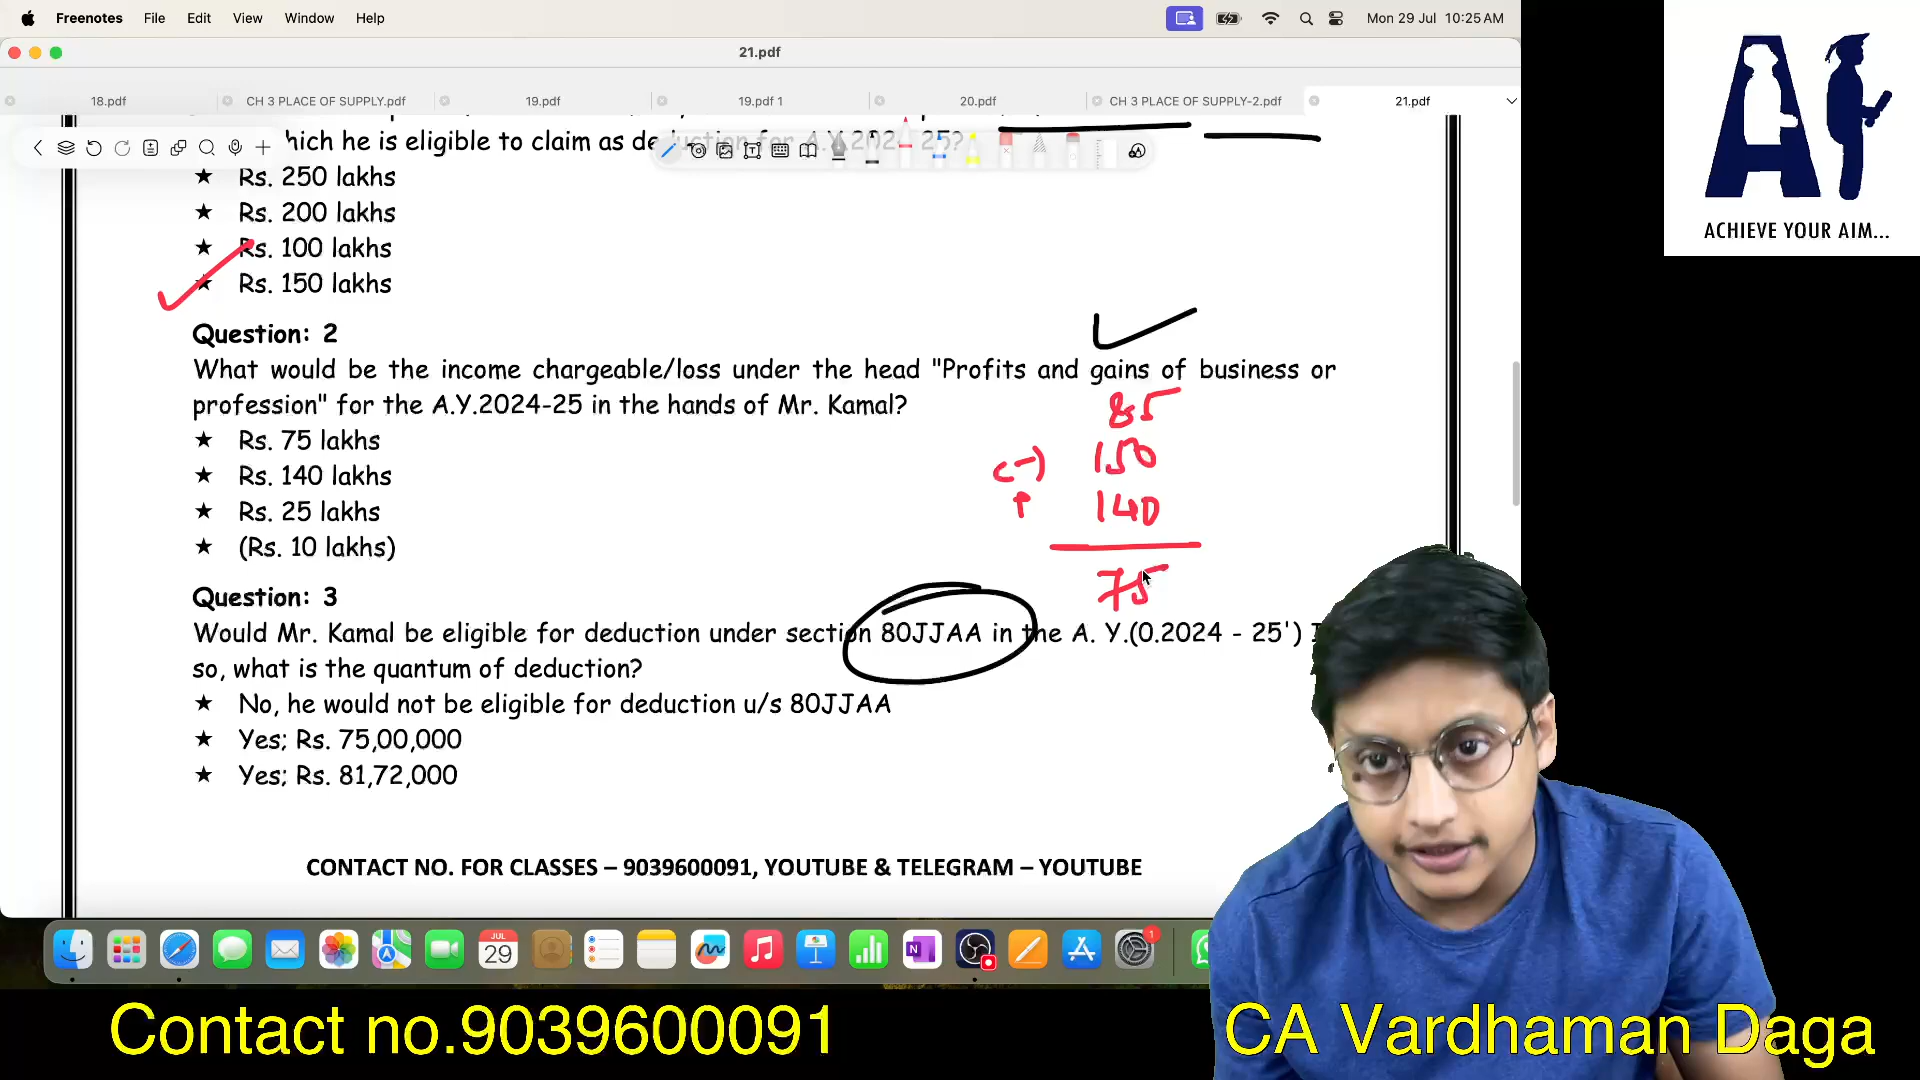 Freenotes File Edit View Window Help Mon 29 Jul 10:25 AM
21.pdf
18.pdf CH 3 PLACE OF SUPPLY.pdf 19.pdf 19.pdf 1 20.pdf CH 3 PLACE OF SUPPLY-2.pdf 21.pdf
hich he is eligible to claim as deduction for A.Y.2024-25?
★ Rs. 250 lakhs
★ Rs. 200 lakhs
★ Rs. 100 lakhs
★ Rs. 150 lakhs
Question: 2
What would be the income chargeable/loss under the head "Profits and gains of business or
profession" for the A.Y.2024-25 in the hands of Mr. Kamal?
★ Rs. 75 lakhs
★ Rs. 140 lakhs
★ Rs. 25 lakhs
★ (Rs. 10 lakhs)
85
(-) 150
+ 140
75
Question: 3
Would Mr. Kamal be eligible for deduction under section 80JJAA in the A. Y.(0.2024 - 25')
so, what is the quantum of deduction?
★ No, he would not be eligible for deduction u/s 80JJAA
★ Yes; Rs. 75,00,000
★ Yes; Rs. 81,72,000
CONTACT NO. FOR CLASSES – 9039600091, YOUTUBE & TELEGRAM – YOUTUBE
JUL
29
1
Contact no.9039600091
CA Vardhaman Daga
A
ACHIEVE YOUR AIM...